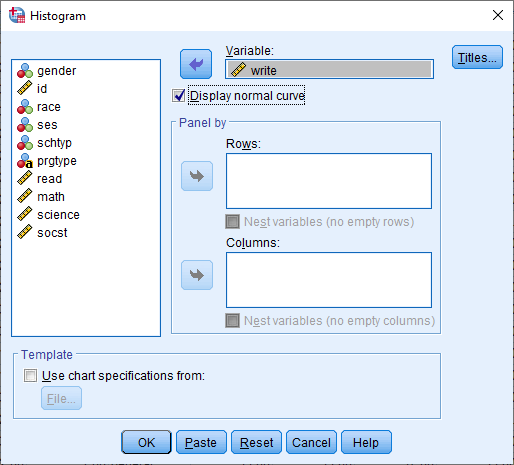 Histogram
Variable:
write
Titles...
Display normal curve
gender
id
race
ses
schtyp
a
prgtype
read
math
science
socst
Panel by
Rows:
Nest variables (no empty rows)
Columns:
Nest variables (no empty columns)
Template
Use chart specifications from:
File...
OK
Paste
Reset
Cancel
Help